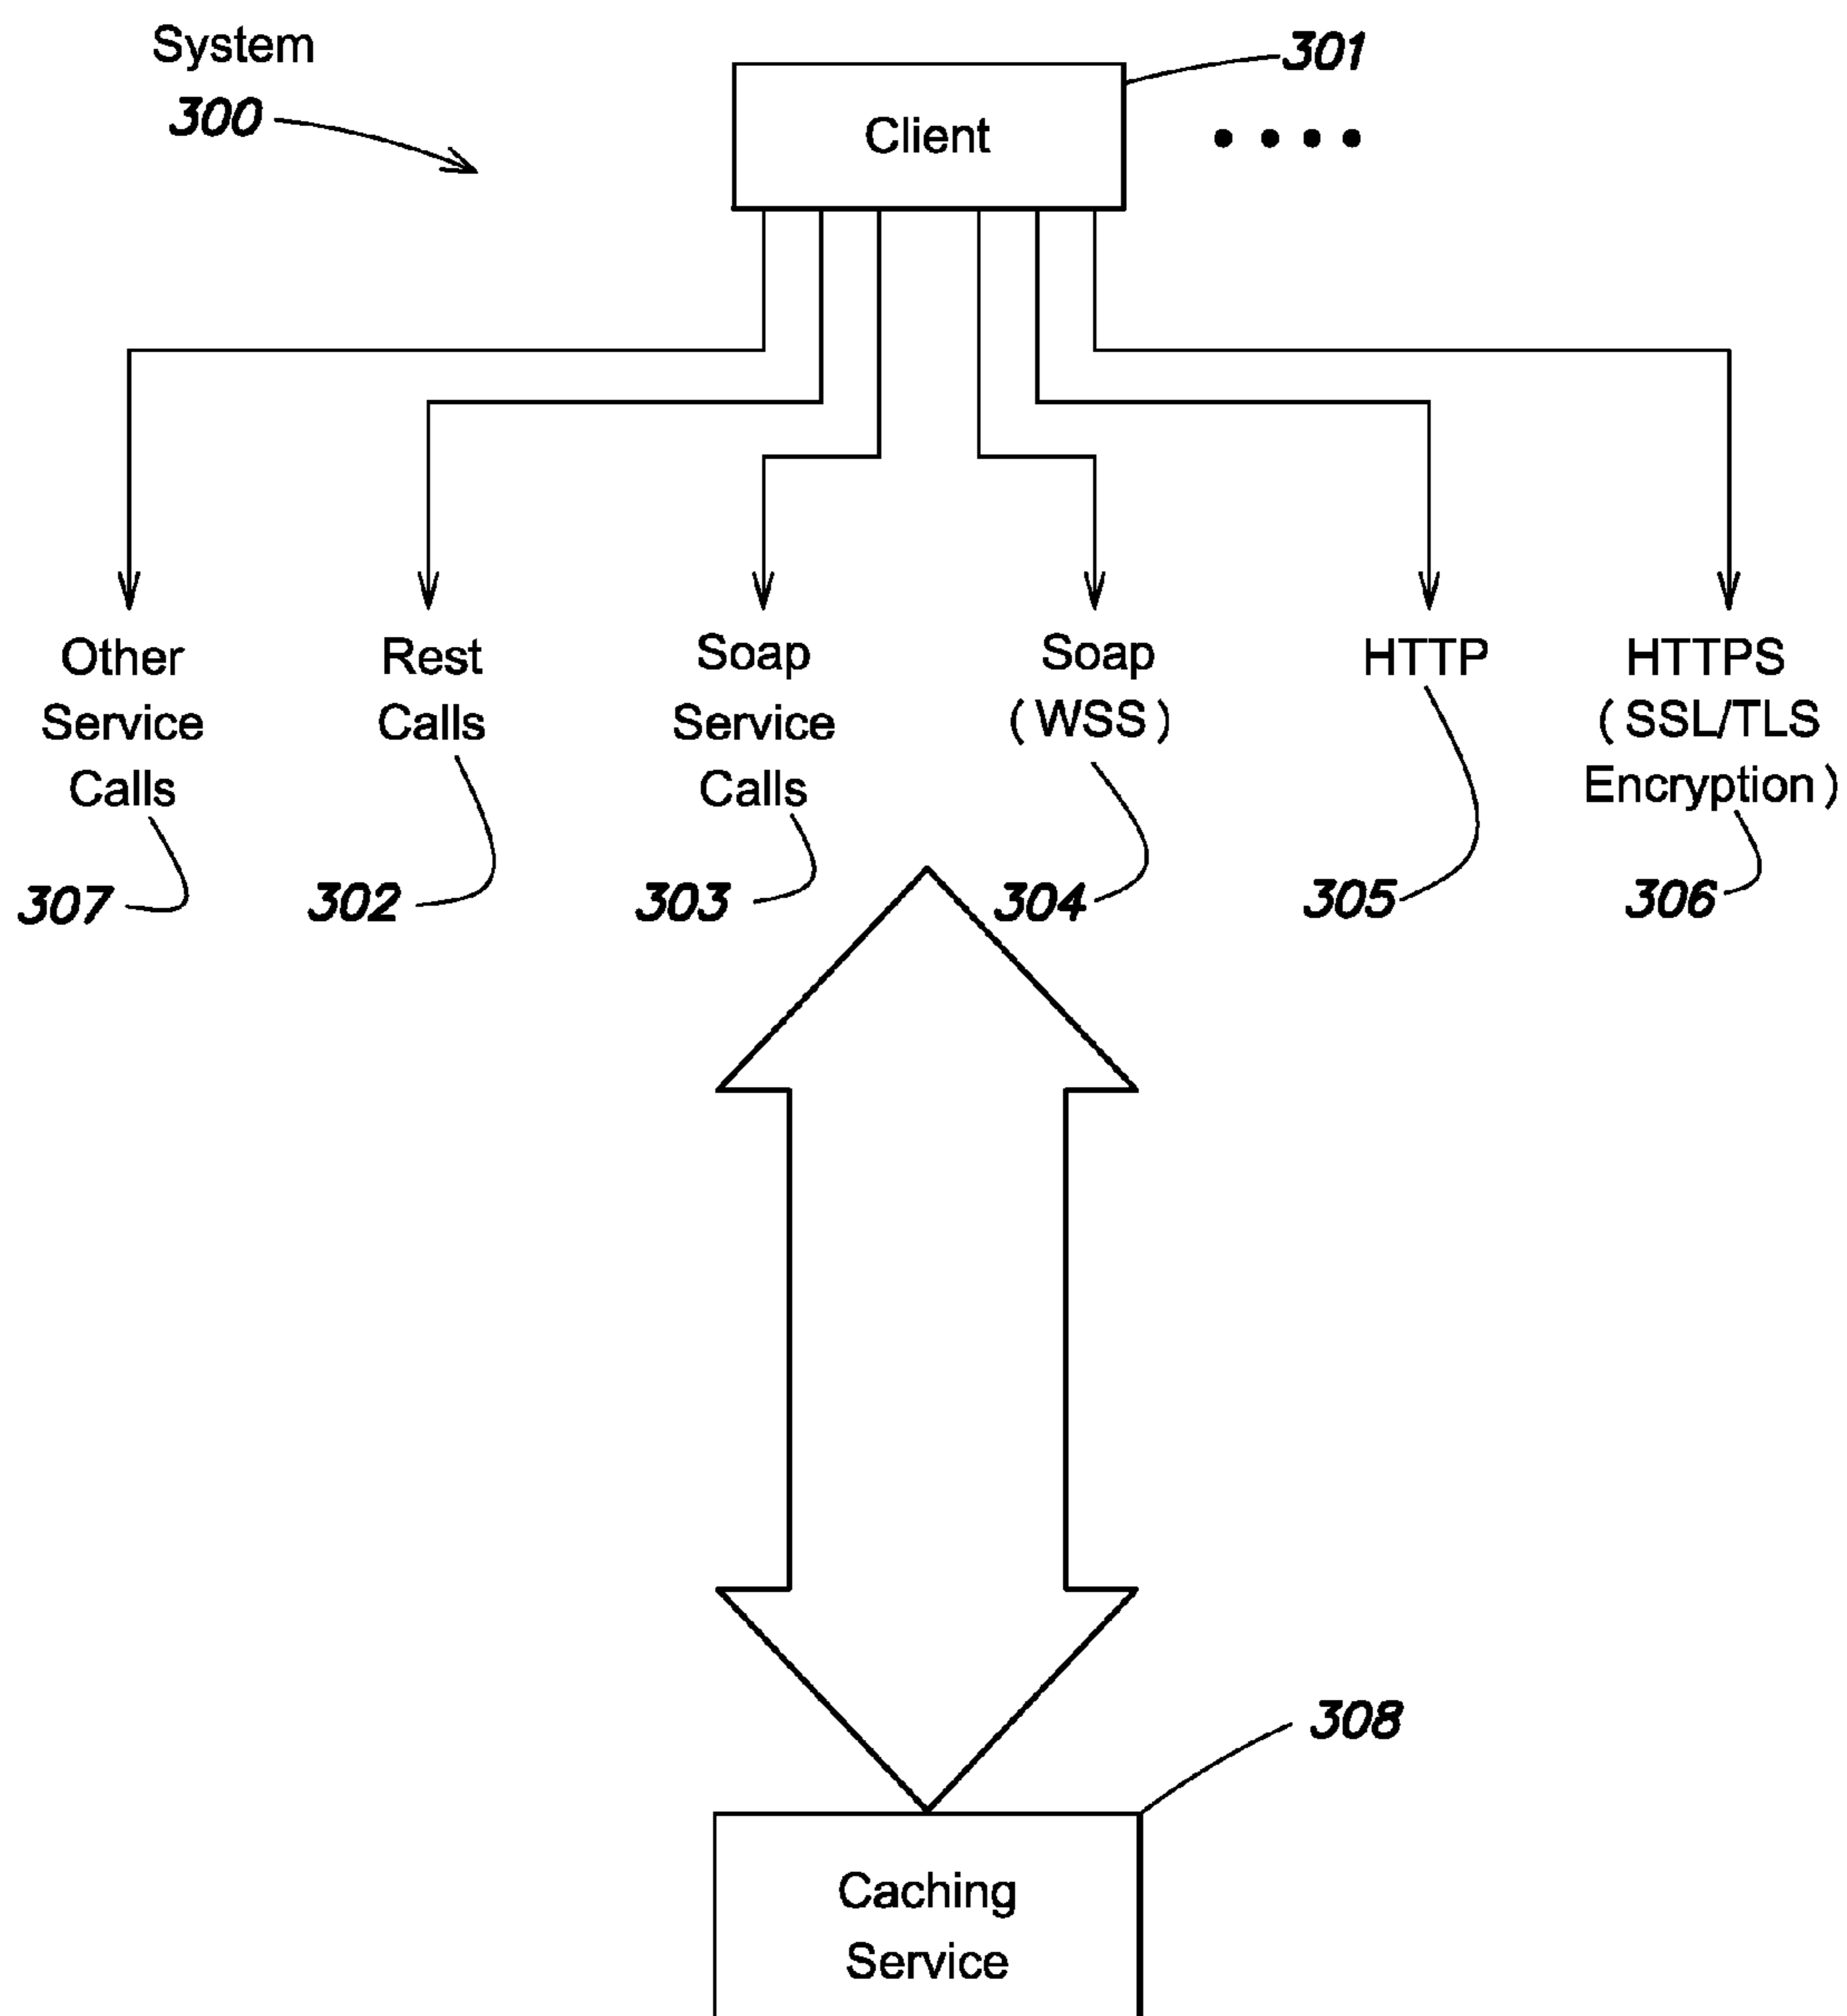 System
300
301
Client
Other
Service
Calls
Rest
Calls
Soap
Service
Calls
Soap
(WSS)
HTTP
HTTPS
(SSL/TLS
Encryption)
307
302
303
304
305
306
308
Caching
Service